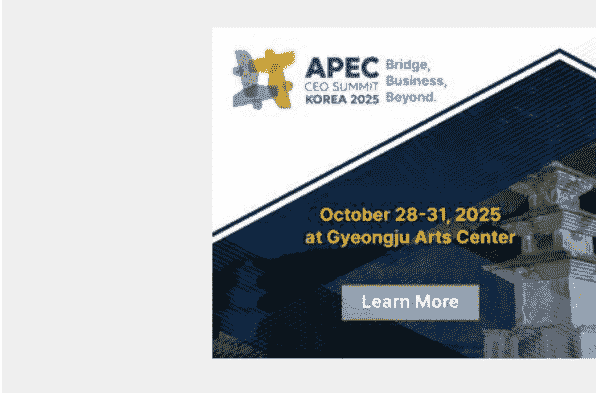 APEC
CEO SUMMIT
KOREA 2025
Bridge,
Business,
Beyond.
October 28-31, 2025
at Gyeongju Arts Center
Learn More